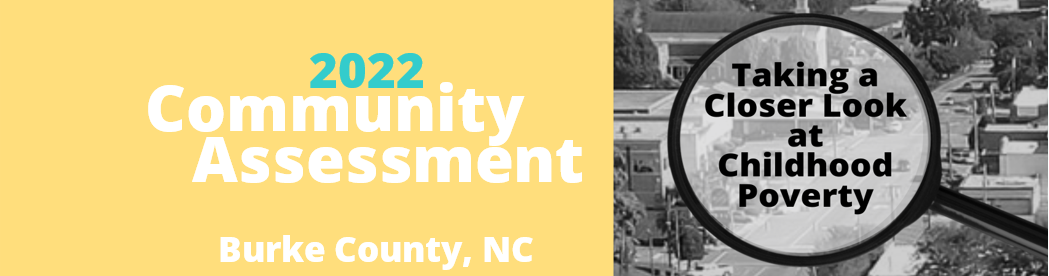 2022
Community
Assessment
Burke County, NC
Taking a
Closer Look
at
Childhood
Poverty